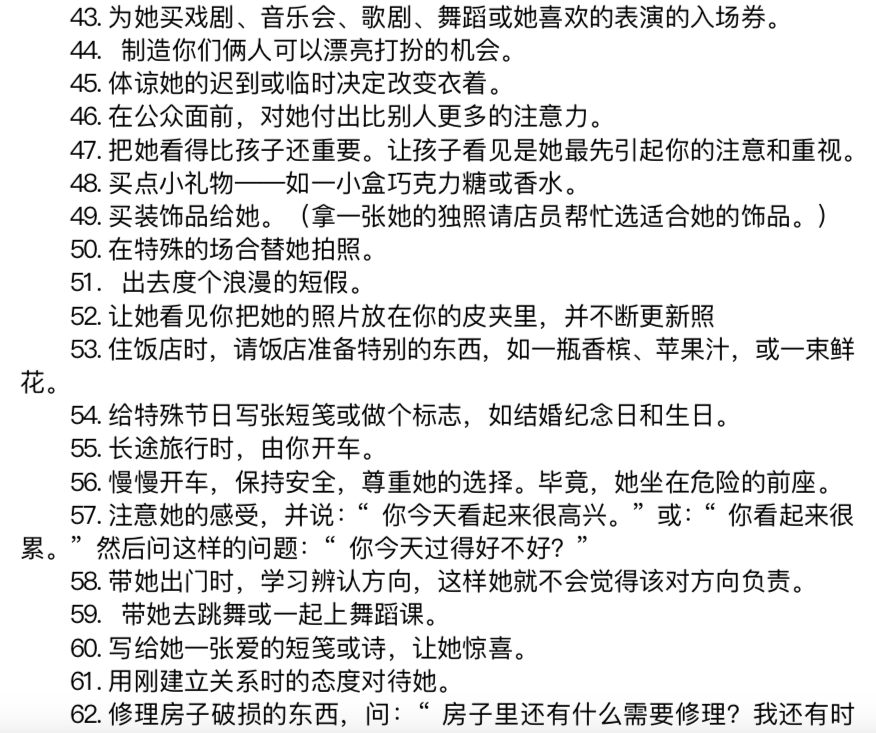 43. 为她买戏剧、音乐会、歌剧、舞蹈或她喜欢的表演的入场券。
44. 制造你们俩人可以漂亮打扮的机会。
45. 体谅她的迟到或临时决定改变衣着。
46. 在公众面前，对她付出比别人更多的注意力。
47. 把她看得比孩子还重要。让孩子看见是她最先引起你的注意和重视。
48. 买点小礼物——如一小盒巧克力糖或香水。
49. 买装饰品给她。（拿一张她的独照请店员帮忙选适合她的饰品。）
50. 在特殊的场合替她拍照。
51. 出去度个浪漫的短假。
52. 让她看见你把她的照片放在你的皮夹里，并不断更新照
53. 住饭店时，请饭店准备特别的东西，如一瓶香槟、苹果汁，或一束鲜
花。
54. 给特殊节日写张短笺或做个标志，如结婚纪念日和生日。
55. 长途旅行时，由你开车。
56. 慢慢开车，保持安全，尊重她的选择。毕竟，她坐在危险的前座。
57. 注意她的感受，并说：“ 你今天看起来很高兴。”或：“ 你看起来很
累。”然后问这样的问题：“ 你今天过得好不好？”
58. 带她出门时，学习辨认方向，这样她就不会觉得该对方向负责。
59. 带她去跳舞或一起上舞蹈课。
60. 写给她一张爱的短笺或诗，让她惊喜。
61. 用刚建立关系时的态度对待她。
62. 修理房子破损的东西，问：“ 房子里还有什么需要修理？我还有时